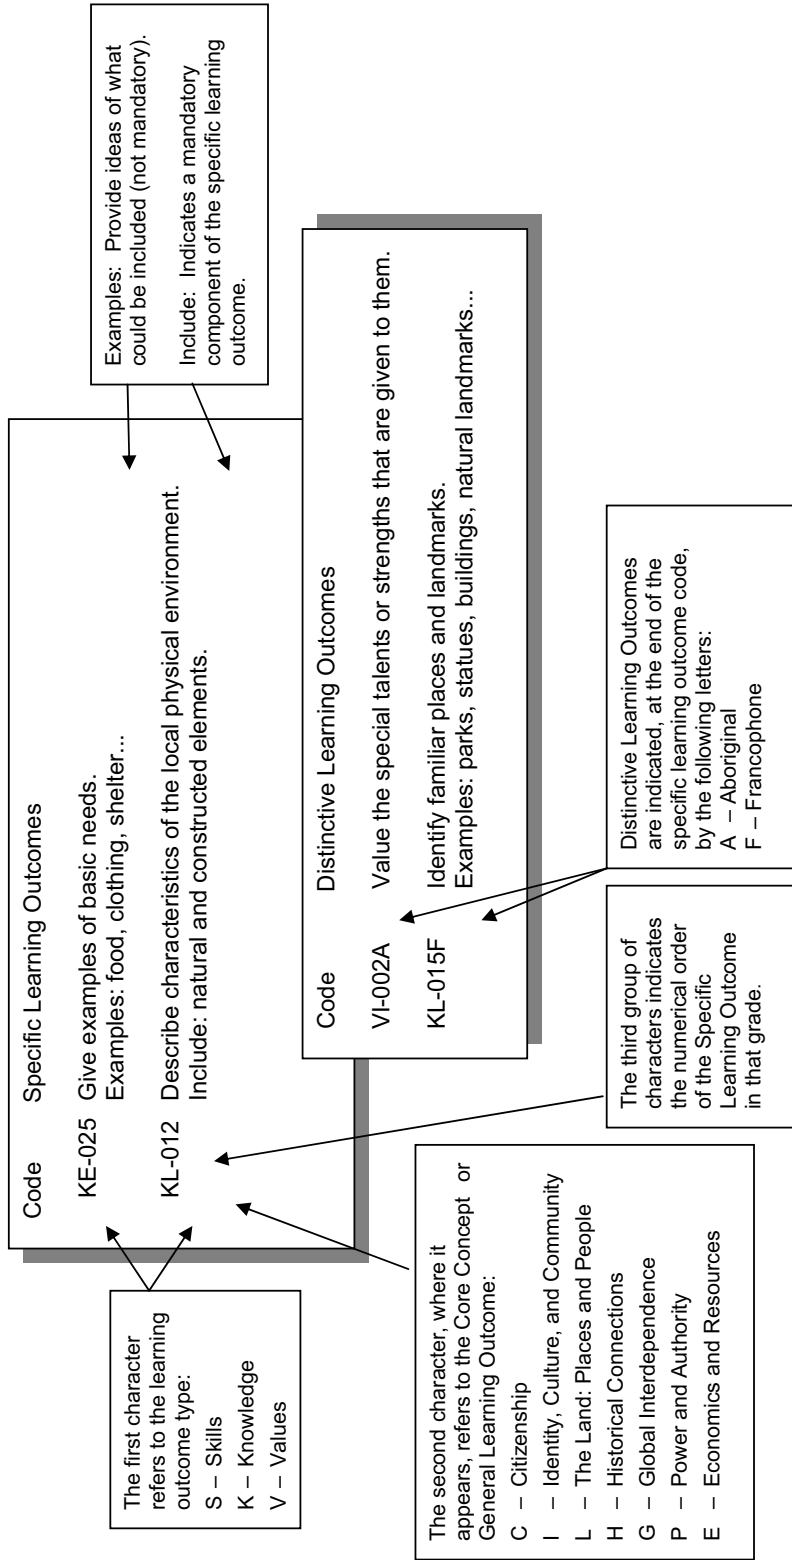 Code Specific Learning Outcomes
KE-025 Give examples of basic needs.
Examples: food, clothing, shelter...
KL-012 Describe characteristics of the local physical environment.
Include: natural and constructed elements.
Examples: Provide ideas of what
could be included (not mandatory).
Include: Indicates a mandatory
component of the specific learning
outcome.
Code Distinctive Learning Outcomes
VI-002A Value the special talents or strengths that are given to them.
KL-015F Identify familiar places and landmarks.
Examples: parks, statues, buildings, natural landmarks...
The first character
refers to the learning
outcome type:
S – Skills
K – Knowledge
V – Values
The second character, where it
appears, refers to the Core Concept or
General Learning Outcome:
C – Citizenship
I – Identity, Culture, and Community
L – The Land: Places and People
H – Historical Connections
G – Global Interdependence
P – Power and Authority
E – Economics and Resources
The third group of
characters indicates
the numerical order
of the Specific
Learning Outcome
in that grade.
Distinctive Learning Outcomes
are indicated, at the end of the
specific learning outcome code,
by the following letters:
A – Aboriginal
F – Francophone